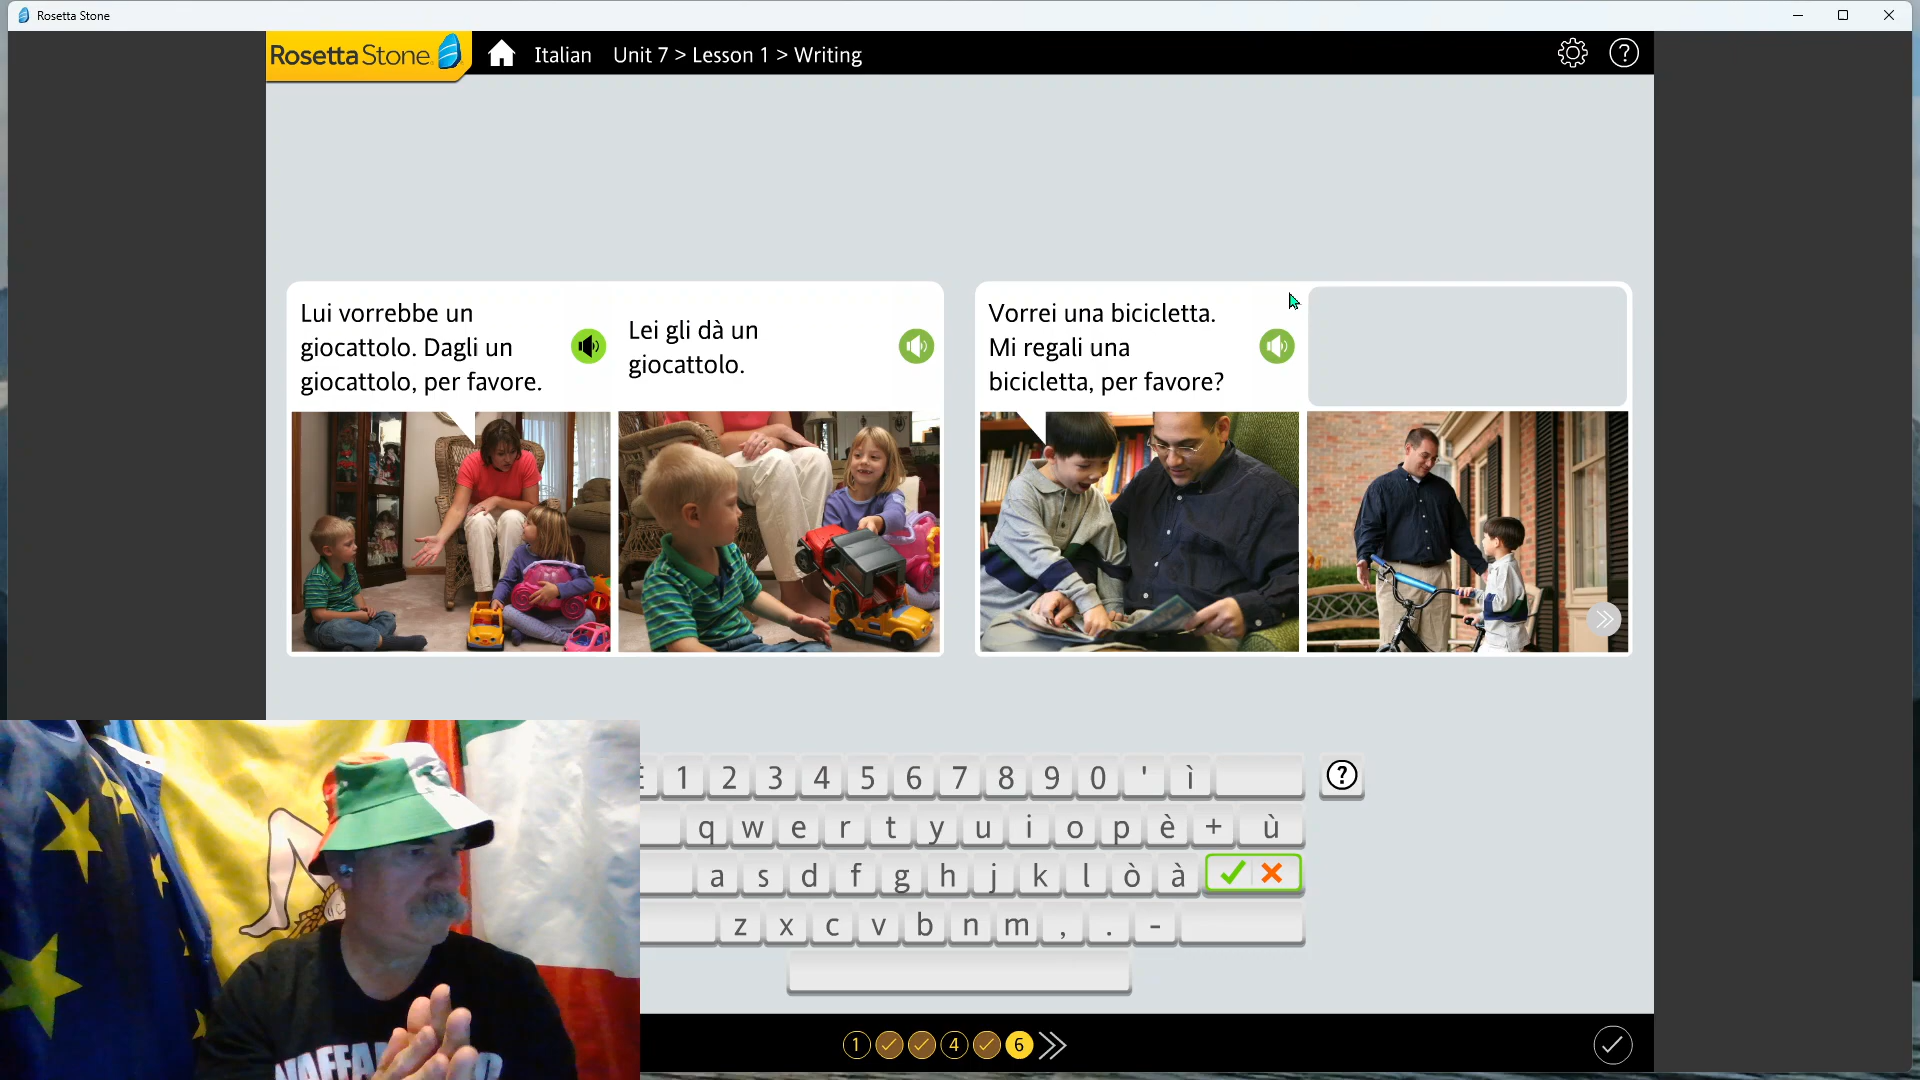 Rosetta Stone
RosettaStone
Italian Unit 7 > Lesson 1 > Writing
?
Lui vorrebbe un
giocattolo. Dagli un
giocattolo, per favore.
Lei gli dà un
giocattolo.
Vorrei una bicicletta.
Mi regali una
bicicletta, per favore?
1 2 3 4 5 6 7 8 9 0 ' ì
?
q w e r t y u i o p è + ù
a s d f g h j k l ò à
z x c v b n m , . -
1 4 6